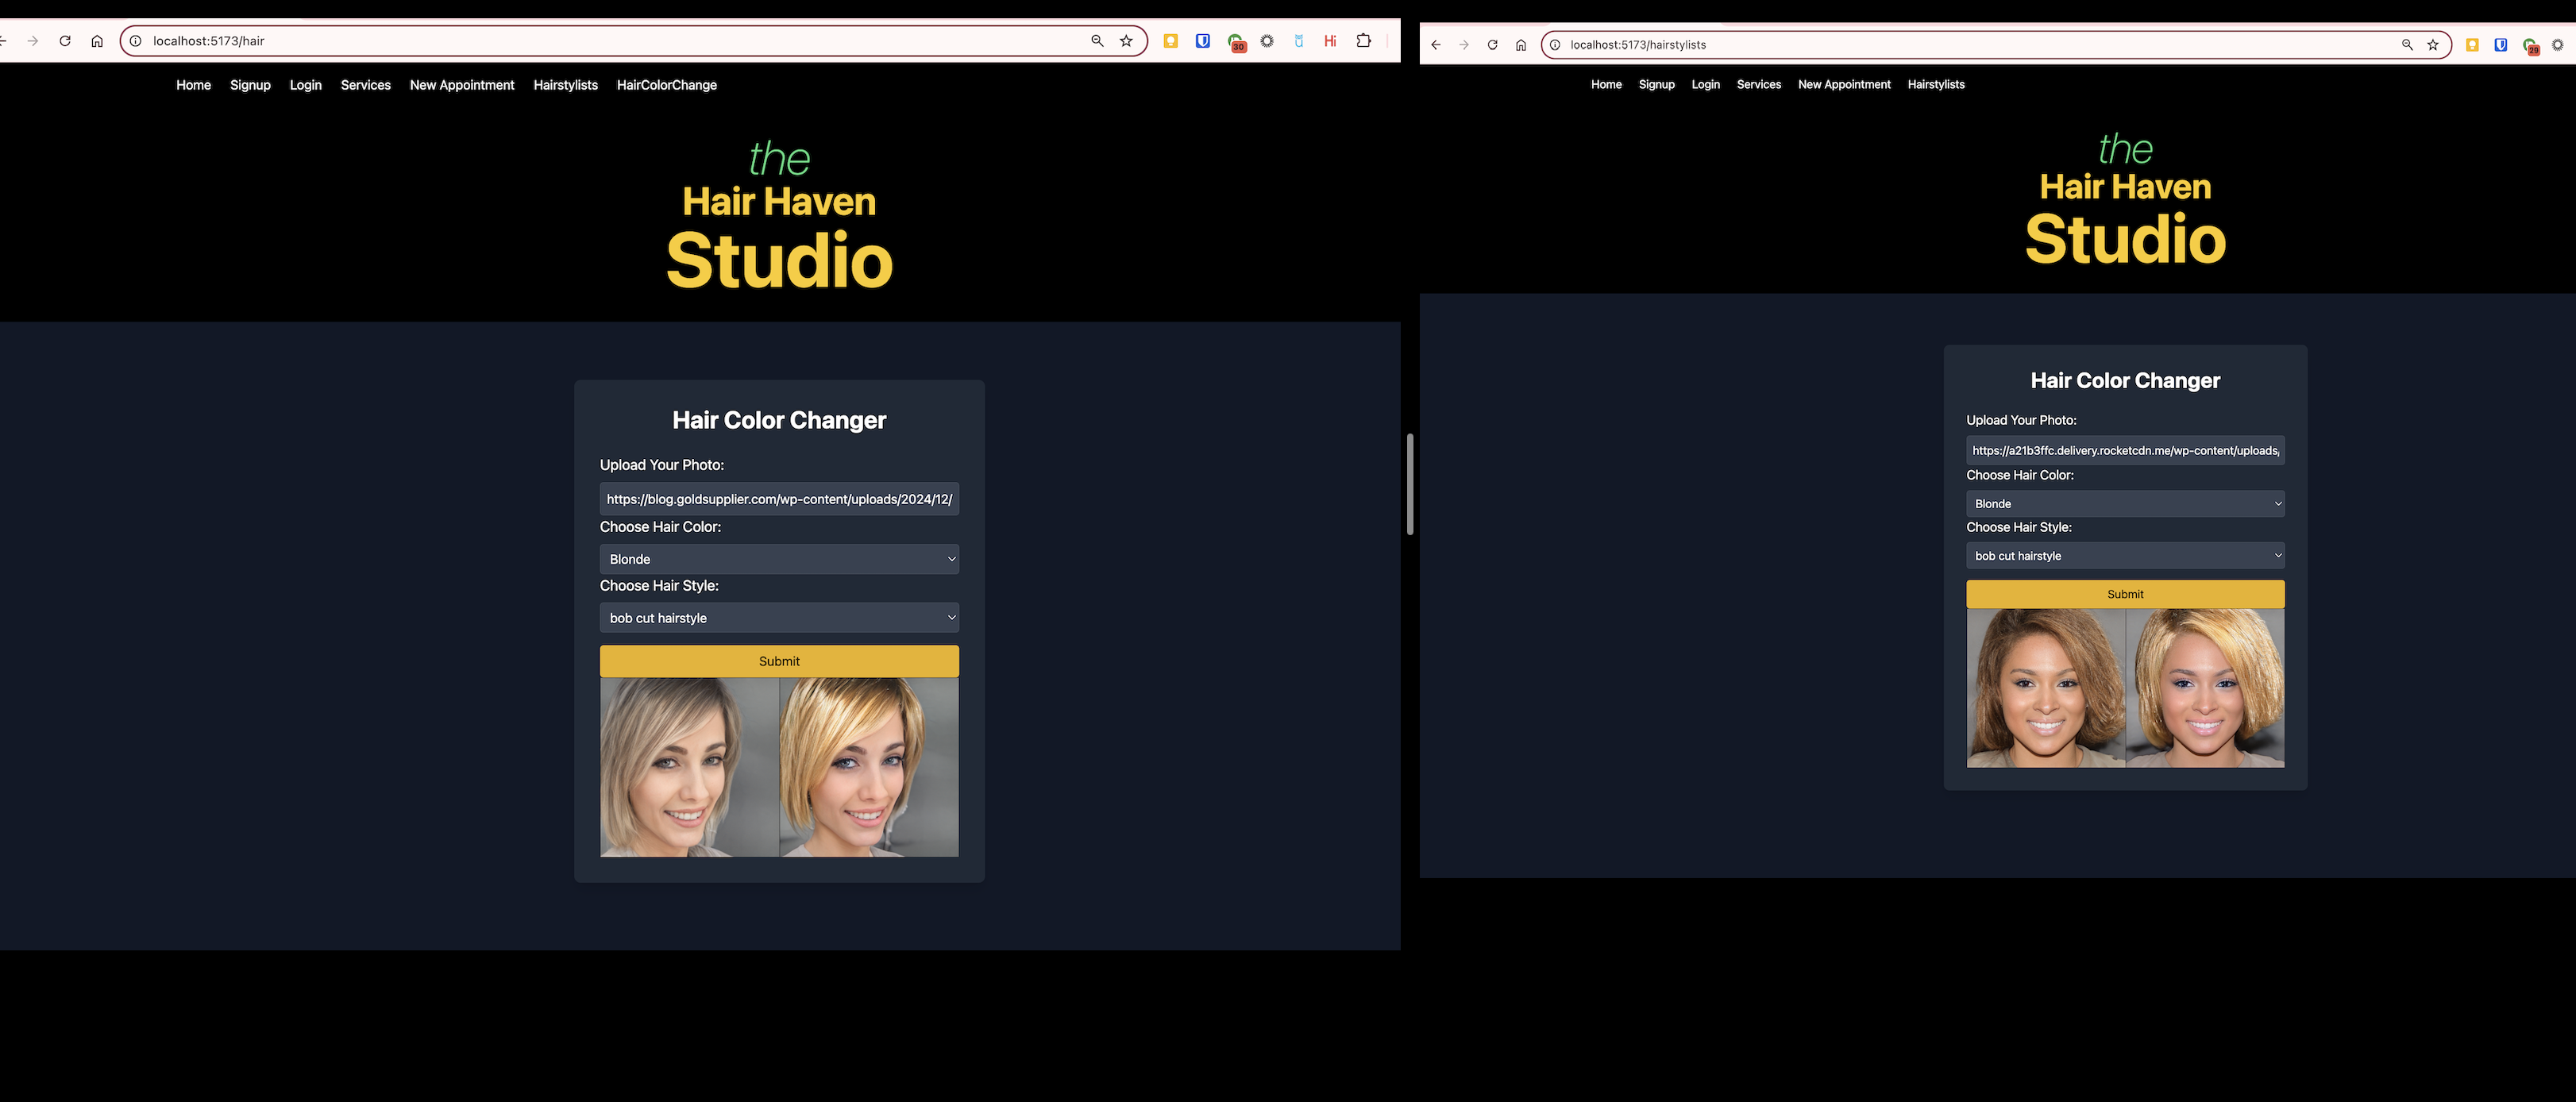 localhost:5173/hair
30
Hi
Home Signup Login Services New Appointment Hairstylists HairColorChange
the
Hair Haven
Studio
Hair Color Changer
Upload Your Photo:
https://blog.goldsupplier.com/wp-content/uploads/2024/12/
Choose Hair Color:
Blonde
Choose Hair Style:
bob cut hairstyle
Submit
localhost:5173/hairstylists
29
Home Signup Login Services New Appointment Hairstylists
the
Hair Haven
Studio
Hair Color Changer
Upload Your Photo:
https://a21b3ffc.delivery.rocketcdn.me/wp-content/uploads/
Choose Hair Color:
Blonde
Choose Hair Style:
bob cut hairstyle
Submit